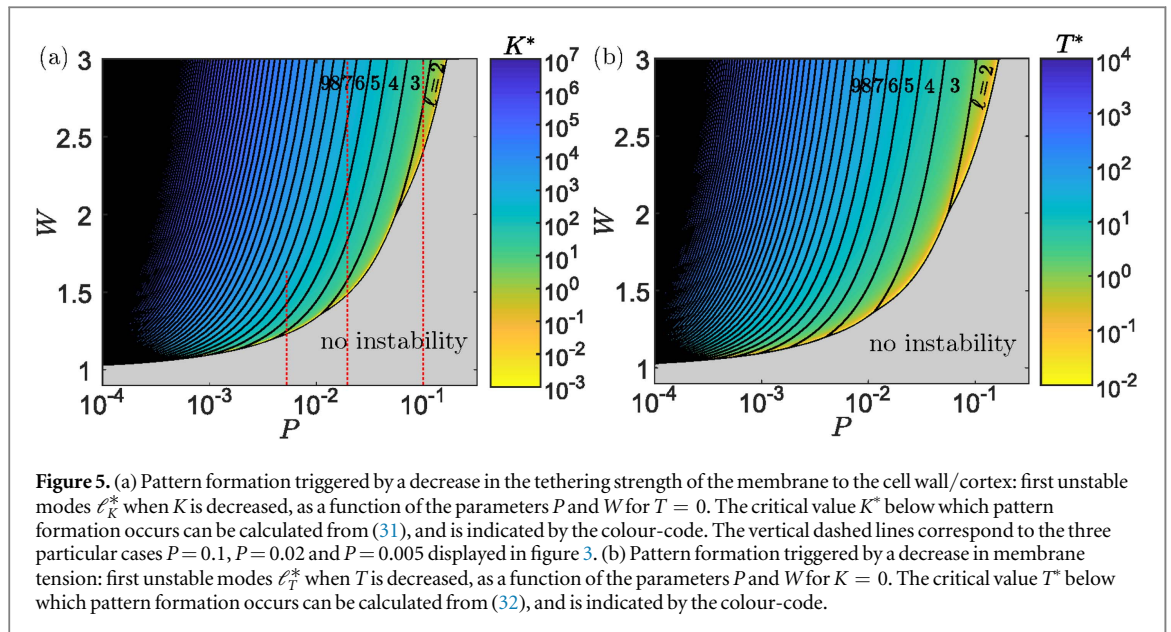 (a)
K*
3
2.5
2
1.5
1
W
987 6 5 4 3 ℓ = 2
no instability
10⁻⁴ 10⁻³ 10⁻² 10⁻¹
P
10⁷
10⁶
10⁵
10⁴
10³
10²
10¹
10⁰
10⁻¹
10⁻²
10⁻³
(b)
T*
3
2.5
2
1.5
1
W
987 6 5 4 3 ℓ = 2
no instability
10⁻⁴ 10⁻³ 10⁻² 10⁻¹
P
10⁴
10³
10²
10¹
10⁰
10⁻¹
10⁻²
Figure 5. (a) Pattern formation triggered by a decrease in the tethering strength of the membrane to the cell wall/cortex: first unstable
modes ℓ*_K when K is decreased, as a function of the parameters P and W for T = 0. The critical value K* below which pattern
formation occurs can be calculated from (31), and is indicated by the colour-code. The vertical dashed lines correspond to the three
particular cases P = 0.1, P = 0.02 and P = 0.005 displayed in figure 3. (b) Pattern formation triggered by a decrease in membrane
tension: first unstable modes ℓ*_T when T is decreased, as a function of the parameters P and W for K = 0. The critical value T* below
which pattern formation occurs can be calculated from (32), and is indicated by the colour-code.